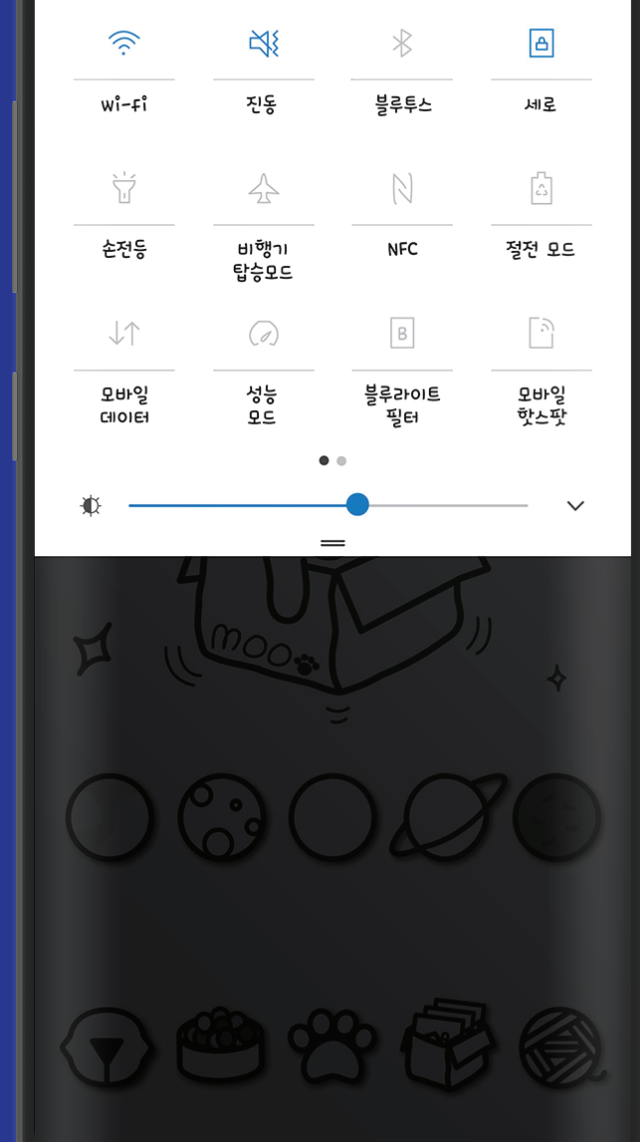 Wi-Fi
진동
블루투스
세로
손전등
비행기
탑승모드
NFC
절전 모드
모바일
데이터
성능
모드
블루라이트
필터
모바일
핫스팟
B
moo